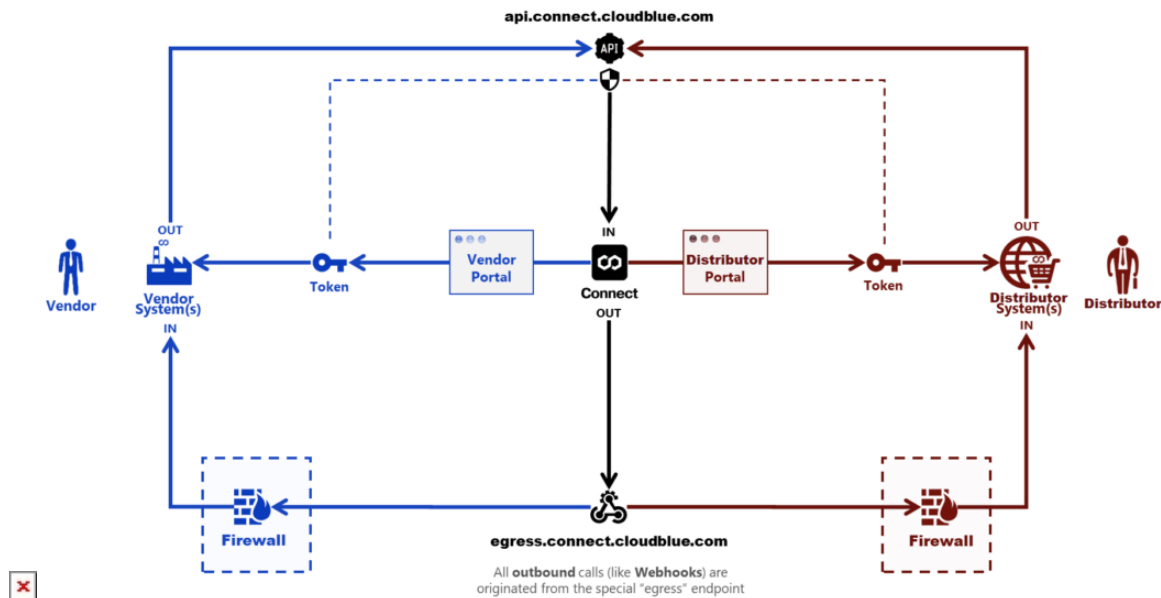 api.connect.cloudblue.com
API
OUT
IN
OUT
Vendor
Portal
Distributor
Portal
Vendor
Vendor
System(s)
Token
Connect
Token
Distributor
System(s)
Distributor
IN
OUT
IN
Firewall
Firewall
egress.connect.cloudblue.com
All outbound calls (like Webhooks) are
originated from the special "egress" endpoint